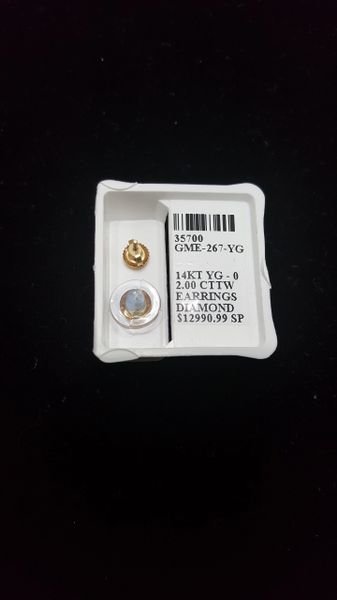 35700
GME-267-YG
14KT YG - 0
2.00 CTTW
EARRINGS
DIAMOND
$12990.99 SP